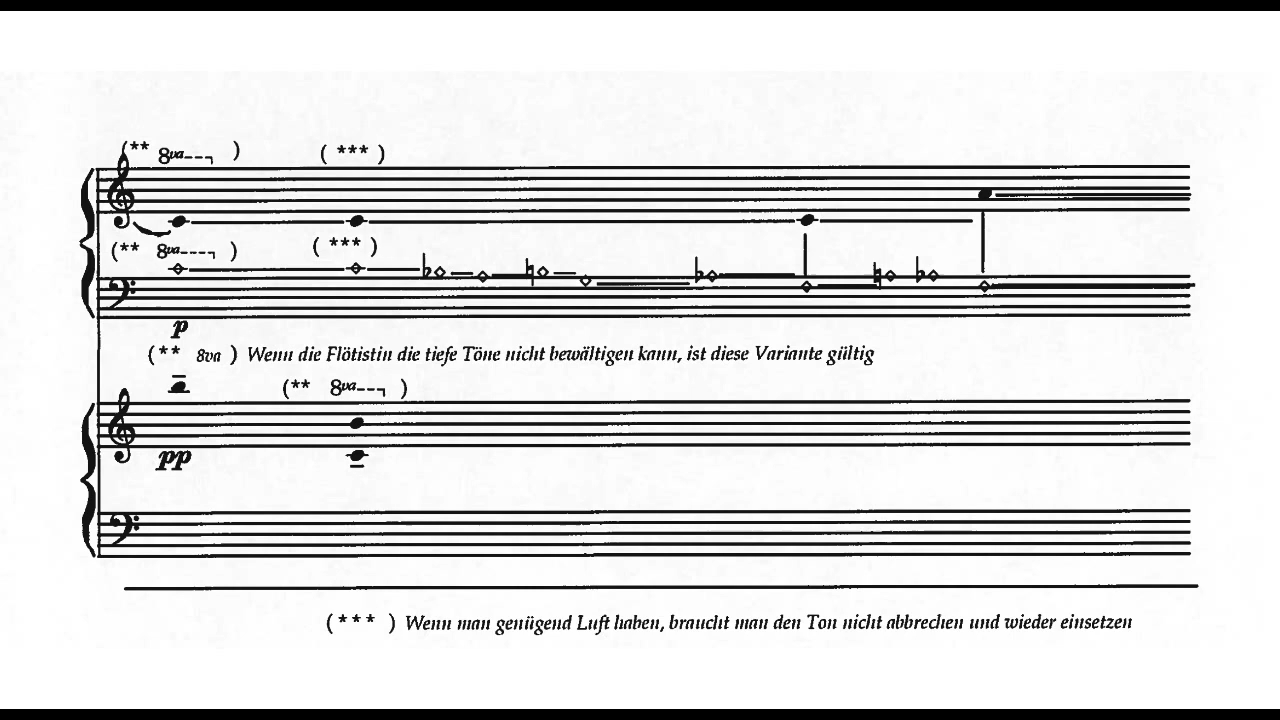 (** 8va---┐ )
( *** )
(** 8va----┐ )
( *** )
p
(** 8va ) Wenn die Flötistin die tiefe Töne nicht bewältigen kann, ist diese Variante gültig
(** 8va---┐ )
pp
(*** ) Wenn man genügend Luft haben, braucht man den Ton nicht abbrechen und wieder einsetzen